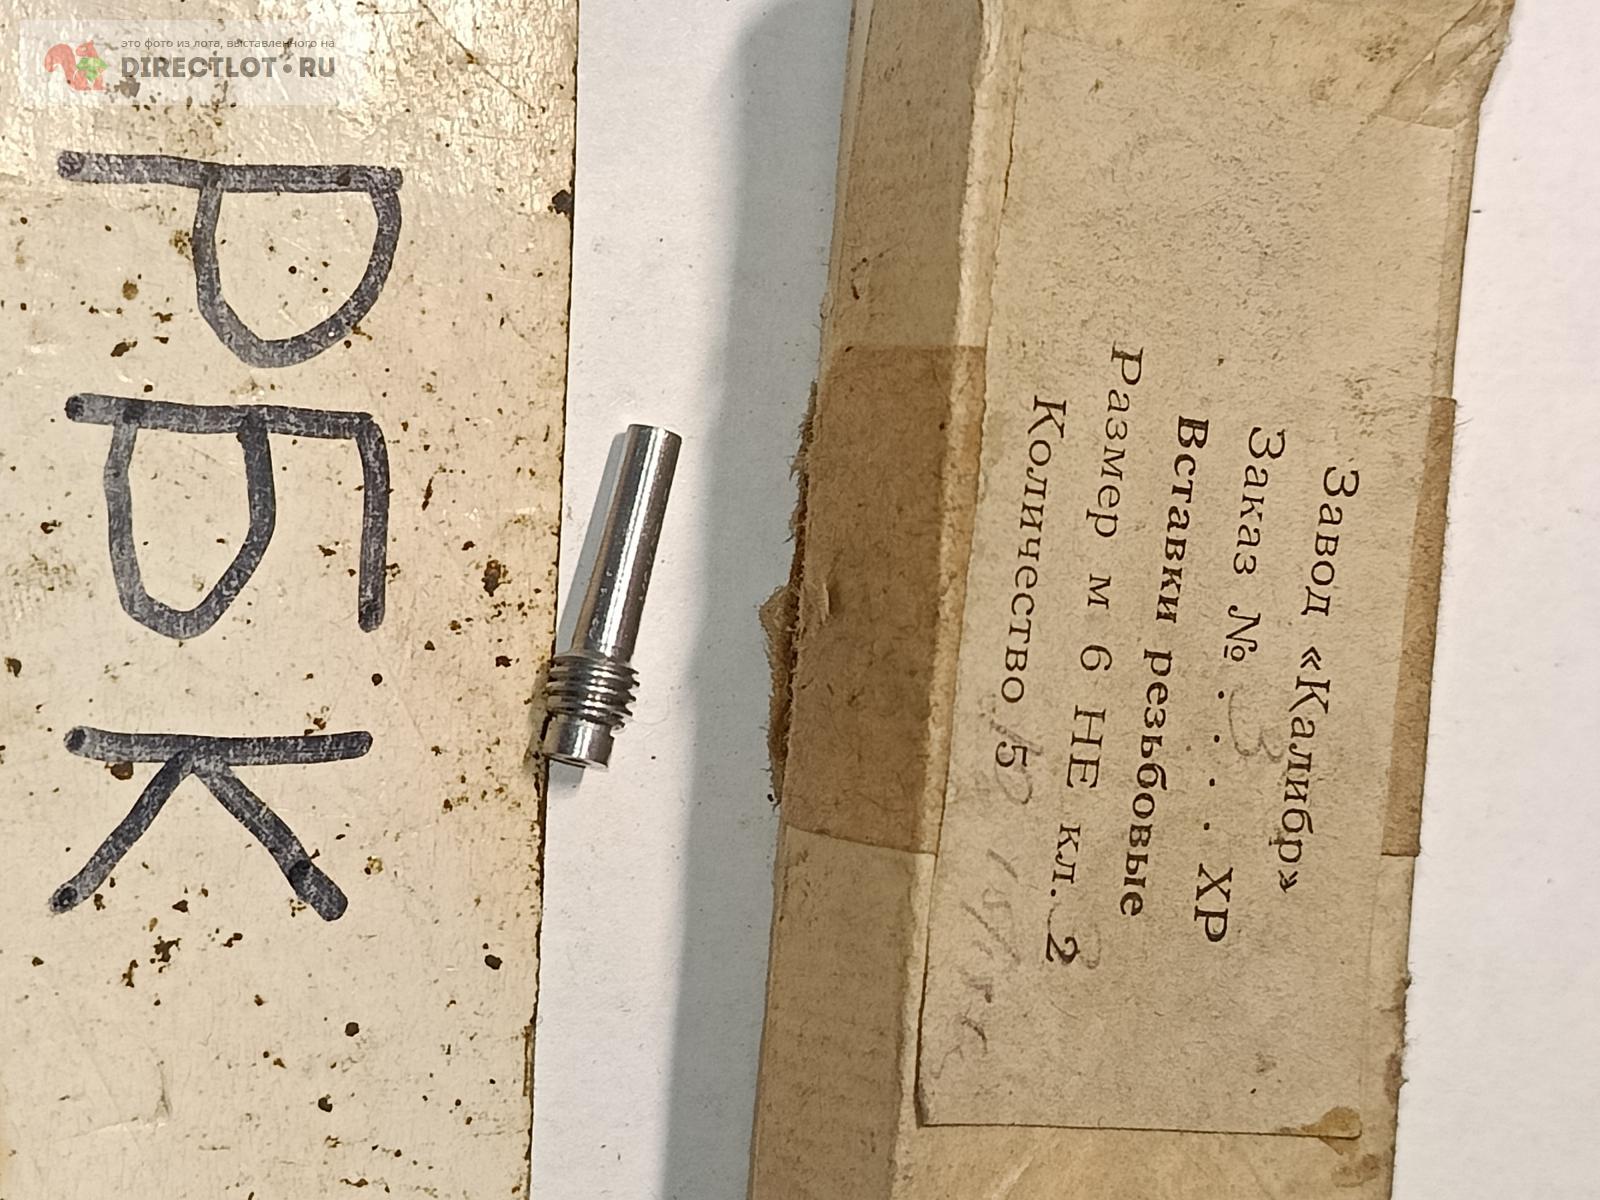 это фото из лота, выставленного на
DIRECTLOT.RU
РБК
Завод «Калибр»
Заказ № . . . . ХР
Вставки резьбовые
Размер м 6 НЕ кл. 2
Количество 5